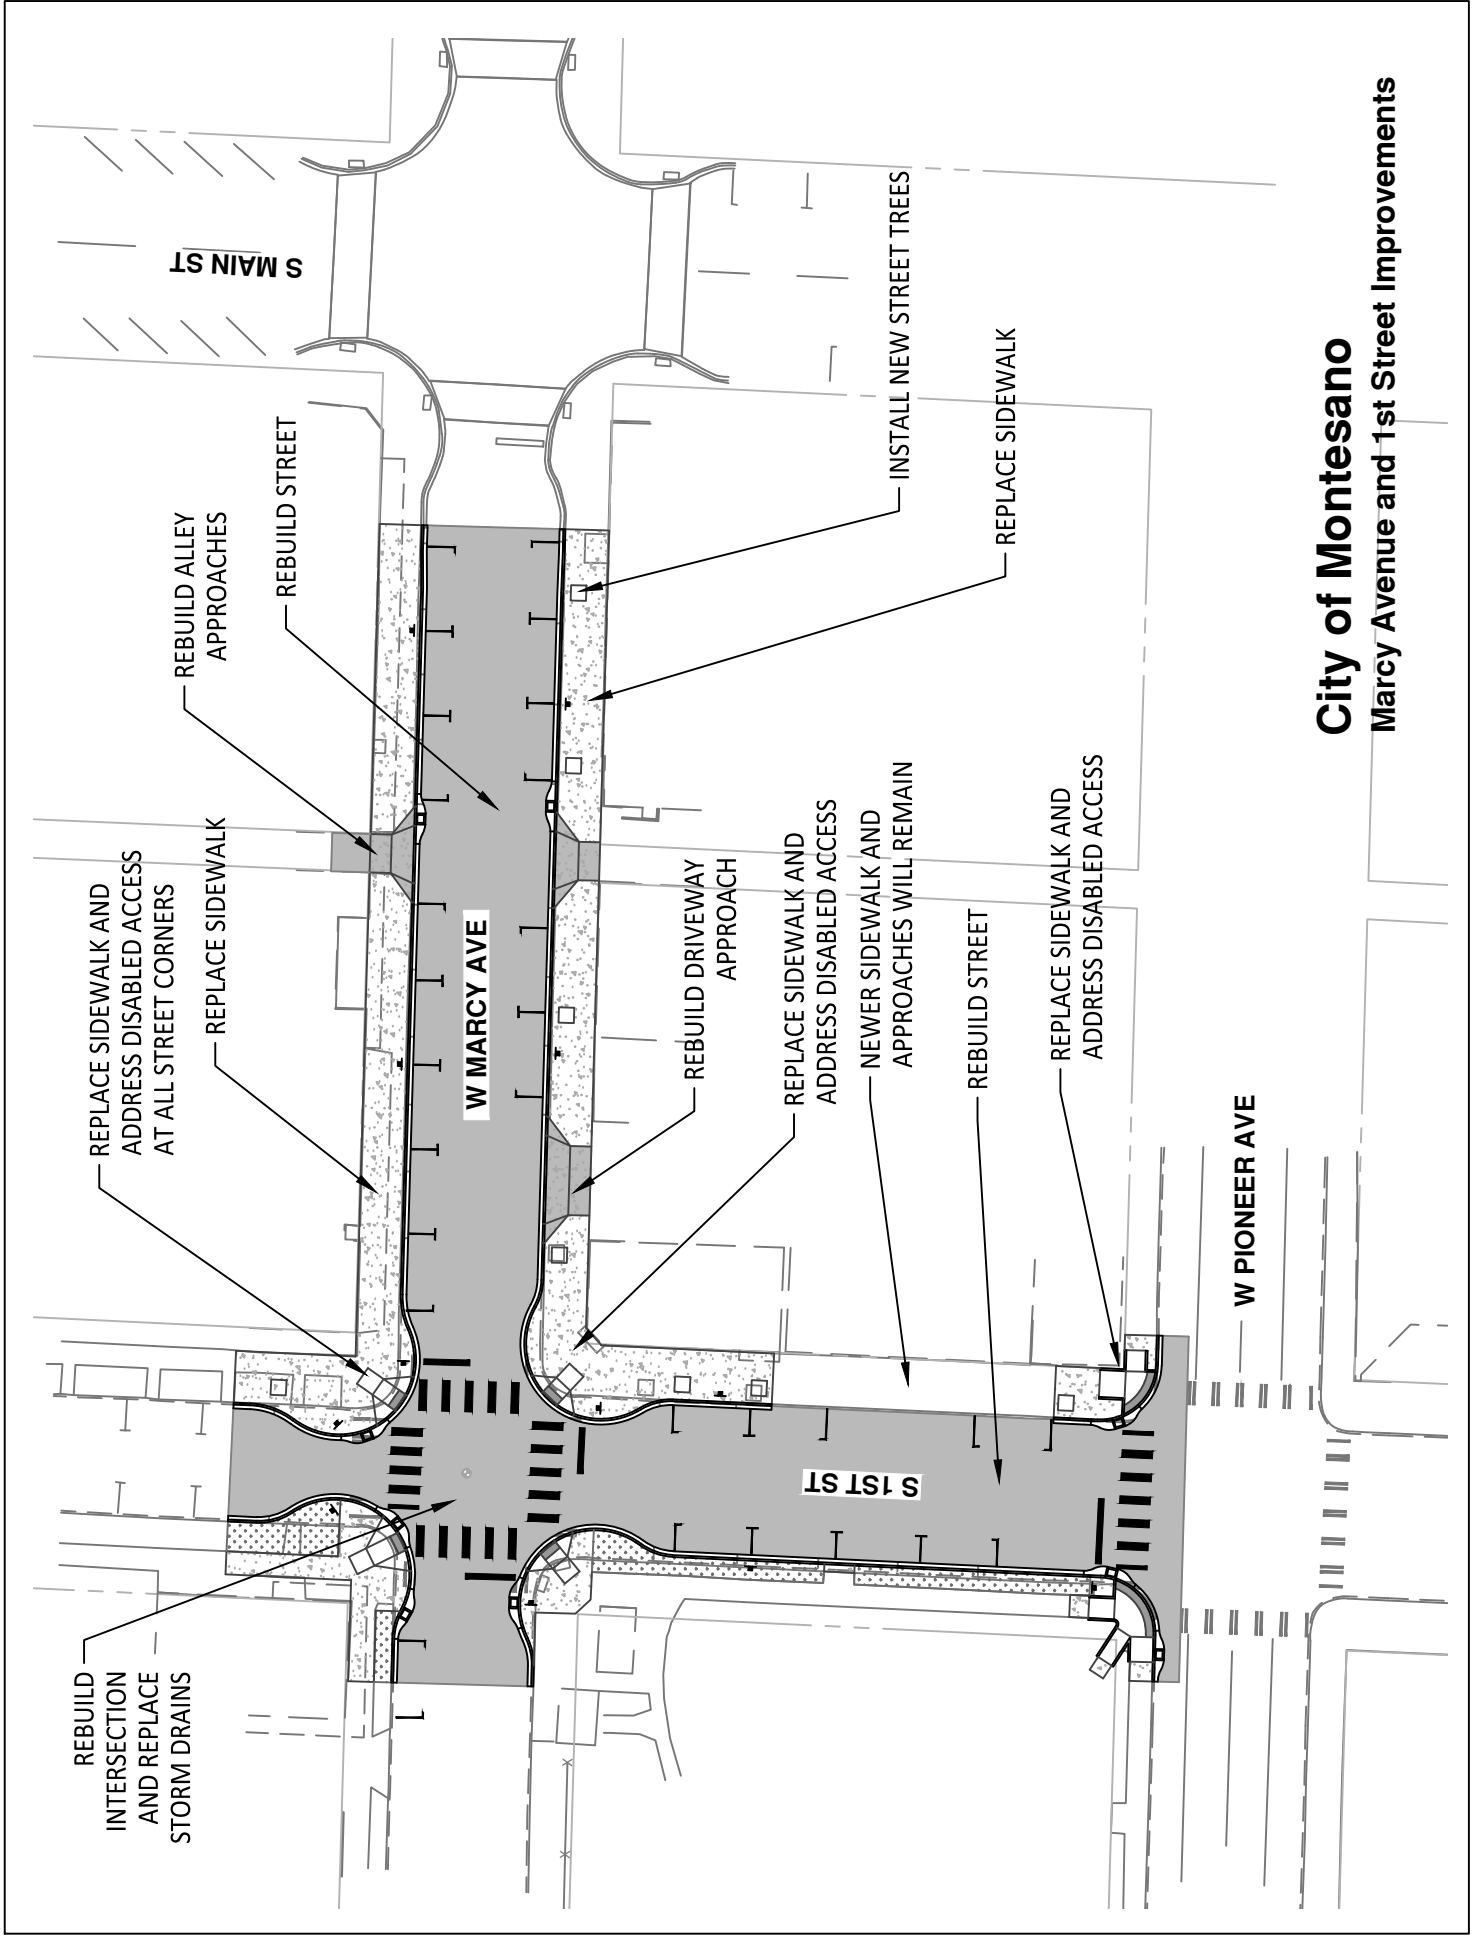 REBUILD
INTERSECTION
AND REPLACE
STORM DRAINS
REPLACE SIDEWALK AND
ADDRESS DISABLED ACCESS
AT ALL STREET CORNERS
REPLACE SIDEWALK
REBUILD ALLEY
APPROACHES
REBUILD STREET
S MAIN ST
W MARCY AVE
REBUILD DRIVEWAY
APPROACH
REPLACE SIDEWALK AND
ADDRESS DISABLED ACCESS
NEWER SIDEWALK AND
APPROACHES WILL REMAIN
S 1ST ST
REBUILD STREET
INSTALL NEW STREET TREES
REPLACE SIDEWALK
REPLACE SIDEWALK AND
ADDRESS DISABLED ACCESS
W PIONEER AVE
City of Montesano
Marcy Avenue and 1st Street Improvements